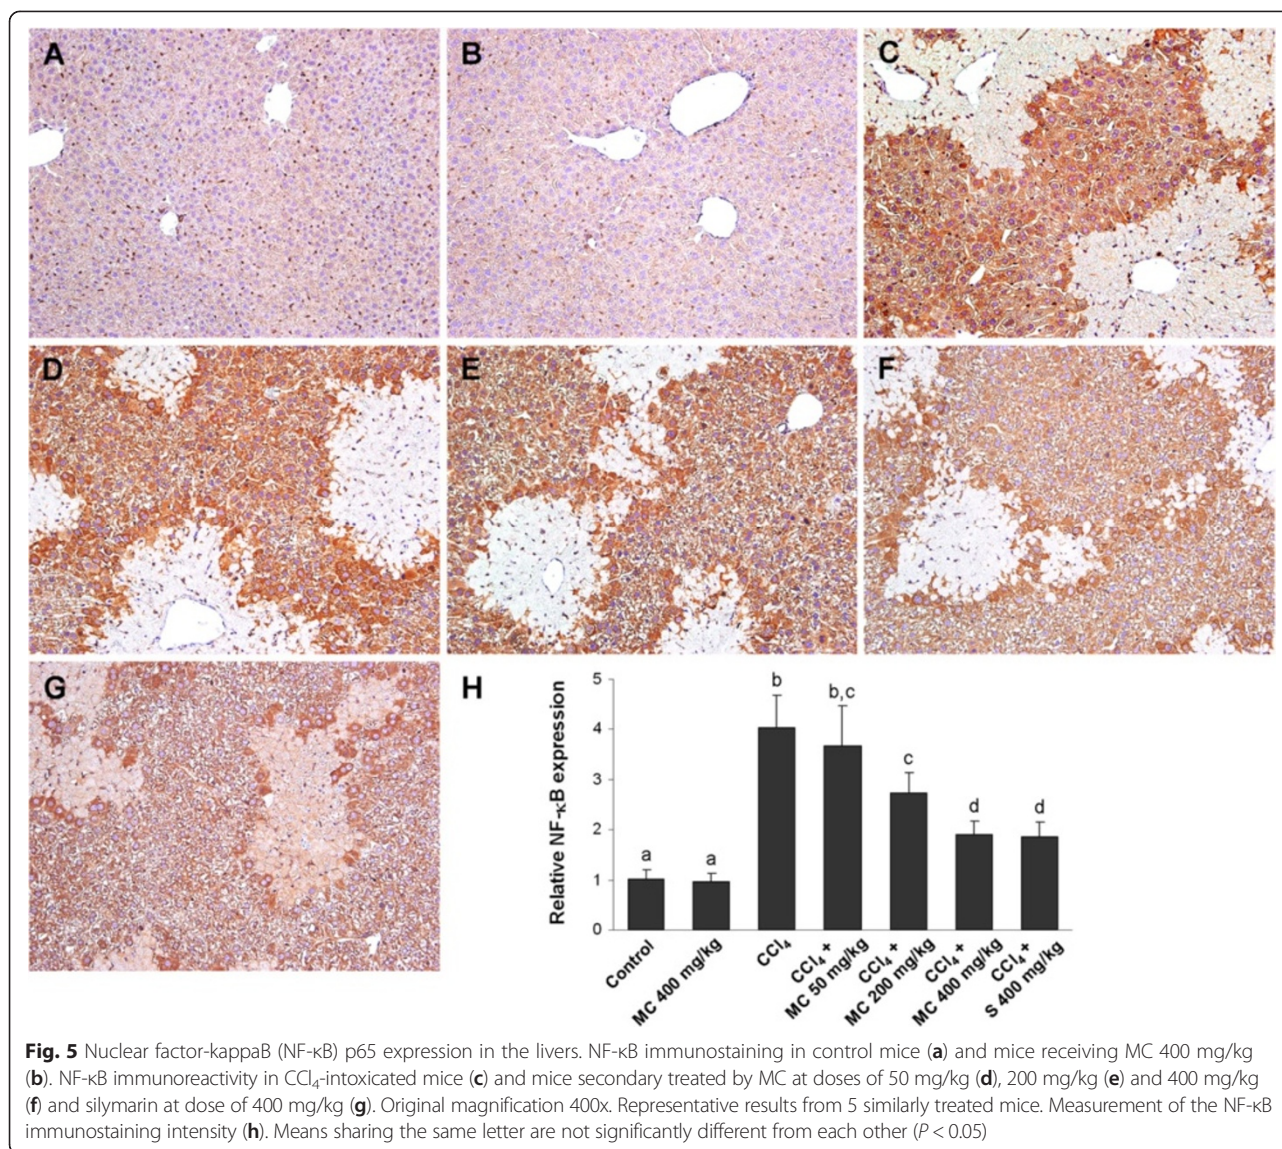 A
B
C
D
E
F
G
H
Relative NF-κB expression
5
4
3
2
1
0
a
a
b
b,c
c
d
d
Control
MC 400 mg/kg
CCl₄
CCl₄ +
MC 50 mg/kg
CCl₄ +
MC 200 mg/kg
CCl₄ +
MC 400 mg/kg
CCl₄ +
S 400 mg/kg
Fig. 5 Nuclear factor-kappaB (NF-κB) p65 expression in the livers. NF-κB immunostaining in control mice (a) and mice receiving MC 400 mg/kg
(b). NF-κB immunoreactivity in CCl₄-intoxicated mice (c) and mice secondary treated by MC at doses of 50 mg/kg (d), 200 mg/kg (e) and 400 mg/kg
(f) and silymarin at dose of 400 mg/kg (g). Original magnification 400x. Representative results from 5 similarly treated mice. Measurement of the NF-κB
immunostaining intensity (h). Means sharing the same letter are not significantly different from each other (P < 0.05)